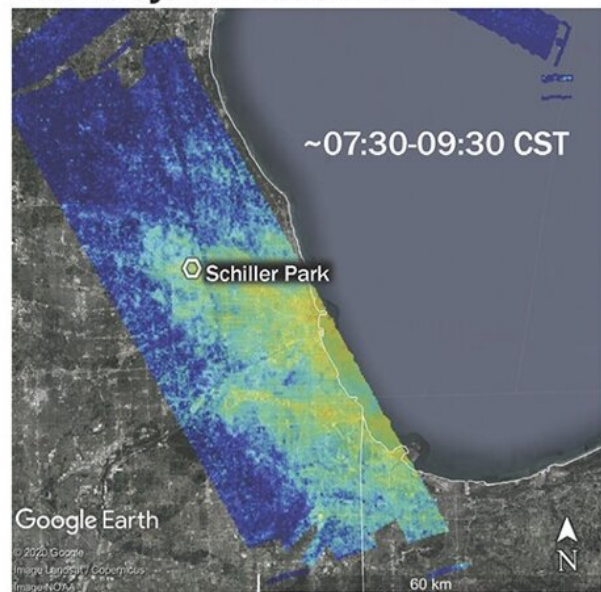 ~07:30-09:30 CST
Schiller Park
Google Earth
© 2020 Google
Image Landsat / Copernicus
Image NOAA
N
60 km